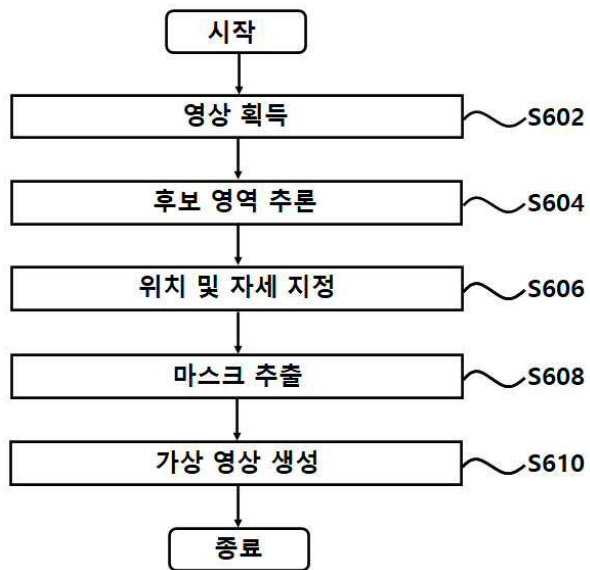 시작
영상 획득 S602
후보 영역 추론 S604
위치 및 자세 지정 S606
마스크 추출 S608
가상 영상 생성 S610
종료